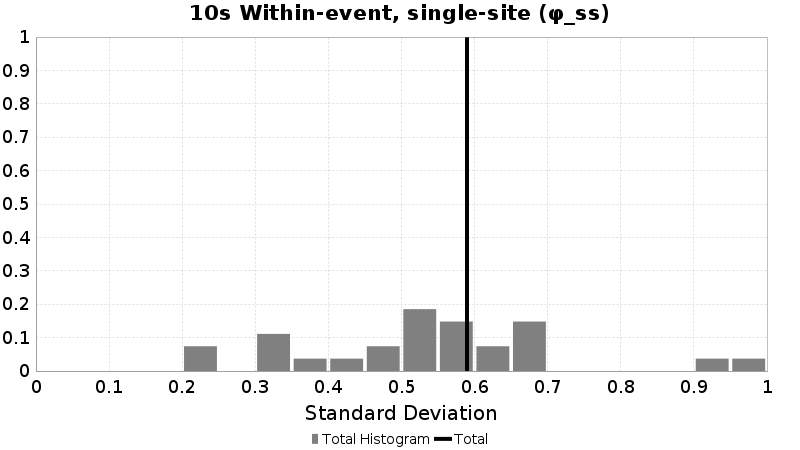 10s Within-event, single-site (φ_ss)
1
0.9
0.8
0.7
0.6
0.5
0.4
0.3
0.2
0.1
0
0 0.1 0.2 0.3 0.4 0.5 0.6 0.7 0.8 0.9 1
Standard Deviation
Total Histogram Total